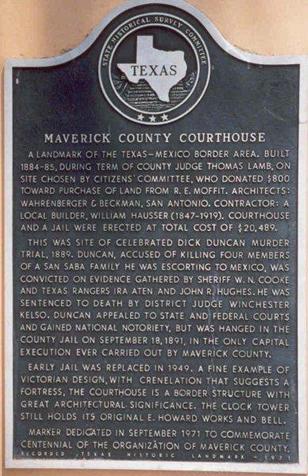 STATE HISTORICAL SURVEY COMMITTEE
TEXAS
MAVERICK COUNTY COURTHOUSE
A LANDMARK OF THE TEXAS-MEXICO BORDER AREA. BUILT
1884-85, DURING TERM OF COUNTY JUDGE THOMAS LAMB, ON
SITE CHOSEN BY CITIZENS' COMMITTEE, WHO DONATED $800
TOWARD PURCHASE OF LAND FROM R. E. MOFFIT. ARCHITECTS:
WAHRENBERGER & BECKMAN, SAN ANTONIO. CONTRACTOR: A
LOCAL BUILDER, WILLIAM HAUSSER (1847-1919). COURTHOUSE
AND A JAIL WERE ERECTED AT TOTAL COST OF $20,489.
THIS WAS SITE OF CELEBRATED DICK DUNCAN MURDER
TRIAL, 1889. DUNCAN, ACCUSED OF KILLING FOUR MEMBERS
OF A SAN SABA FAMILY HE WAS ESCORTING TO MEXICO, WAS
CONVICTED ON EVIDENCE GATHERED BY SHERIFF W. N. COOKE
AND TEXAS RANGERS IRA ATEN AND JOHN R. HUGHES. HE WAS
SENTENCED TO DEATH BY DISTRICT JUDGE WINCHESTER
KELSO. DUNCAN APPEALED TO STATE AND FEDERAL COURTS
AND GAINED NATIONAL NOTORIETY, BUT WAS HANGED IN THE
COUNTY JAIL ON SEPTEMBER 18, 1891, IN THE ONLY CAPITAL
EXECUTION EVER CARRIED OUT BY MAVERICK COUNTY.
EARLY JAIL WAS REPLACED IN 1949. A FINE EXAMPLE OF
VICTORIAN DESIGN, WITH CRENELATION THAT SUGGESTS A
FORTRESS, THE COURTHOUSE IS A BORDER STRUCTURE WITH
GREAT ARCHITECTURAL SIGNIFICANCE. THE CLOCK TOWER
STILL HOLDS ITS ORIGINAL E. HOWARD WORKS AND BELL.
MARKER DEDICATED IN SEPTEMBER 1971 TO COMMEMORATE
CENTENNIAL OF THE ORGANIZATION OF MAVERICK COUNTY.
RECORDED TEXAS HISTORIC LANDMARK - 1971